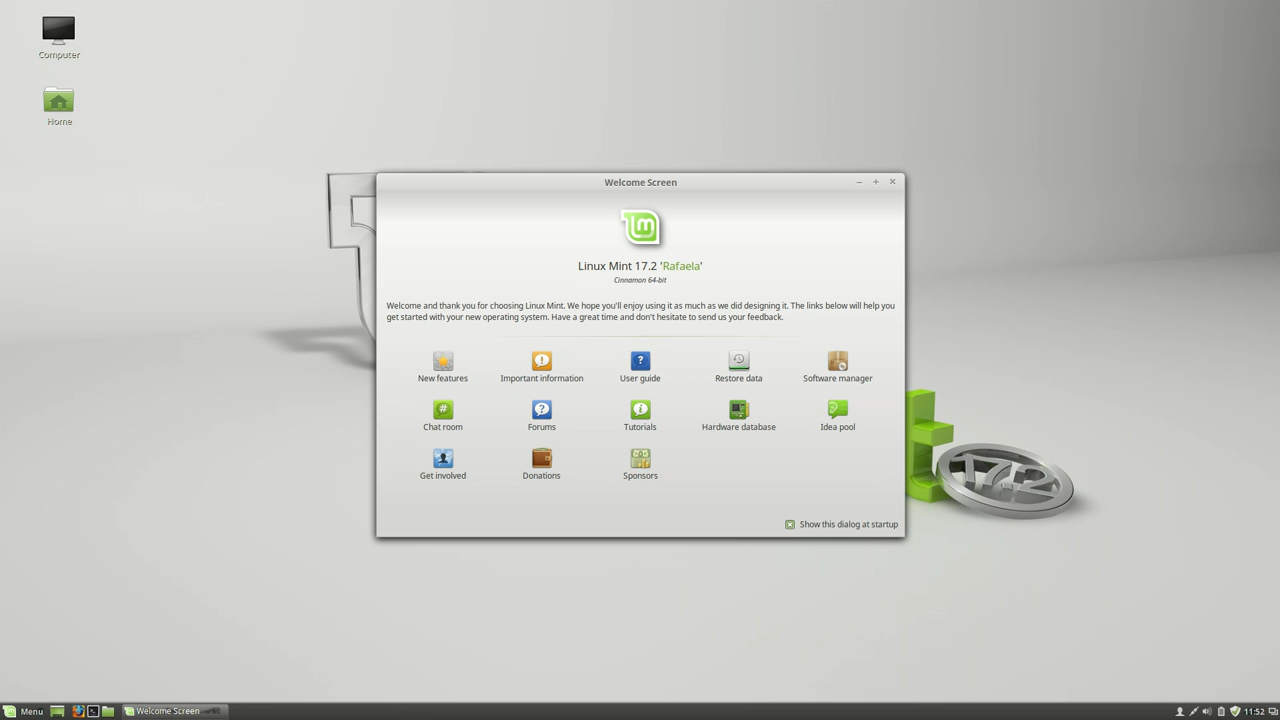 Computer
Home
Welcome Screen
Linux Mint 17.2 'Rafaela'
Cinnamon 64-bit
Welcome and thank you for choosing Linux Mint. We hope you'll enjoy using it as much as we did designing it. The links below will help you
get started with your new operating system. Have a great time and don't hesitate to send us your feedback.
New features
Important information
User guide
Restore data
Software manager
Chat room
Forums
Tutorials
Hardware database
Idea pool
Get involved
Donations
Sponsors
17.2
Show this dialog at startup
Menu
Welcome Screen
11:52